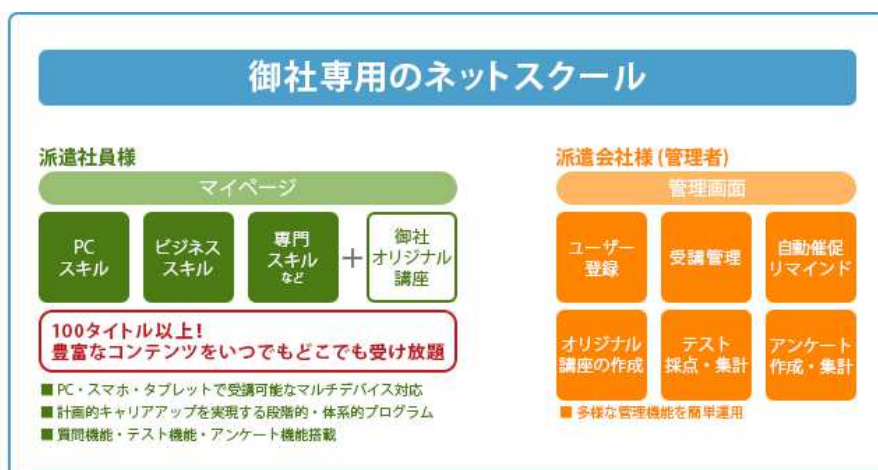 御社専用のネットスクール
派遣社員様
マイページ
PC
スキル
ビジネス
スキル
専門
スキル
など
+
御社
オリジナル
講座
100タイトル以上!
豊富なコンテンツをいつでもどこでも受け放題
■ PC・スマホ・タブレットで受講可能なマルチデバイス対応
■ 計画的キャリアアップを実現する段階的・体系的プログラム
■ 質問機能・テスト機能・アンケート機能搭載
派遣会社様 (管理者)
管理画面
ユーザー
登録
受講管理
自動催促
リマインド
オリジナル
講座の作成
テスト
採点・集計
アンケート
作成・集計
■ 多様な管理機能を簡単運用